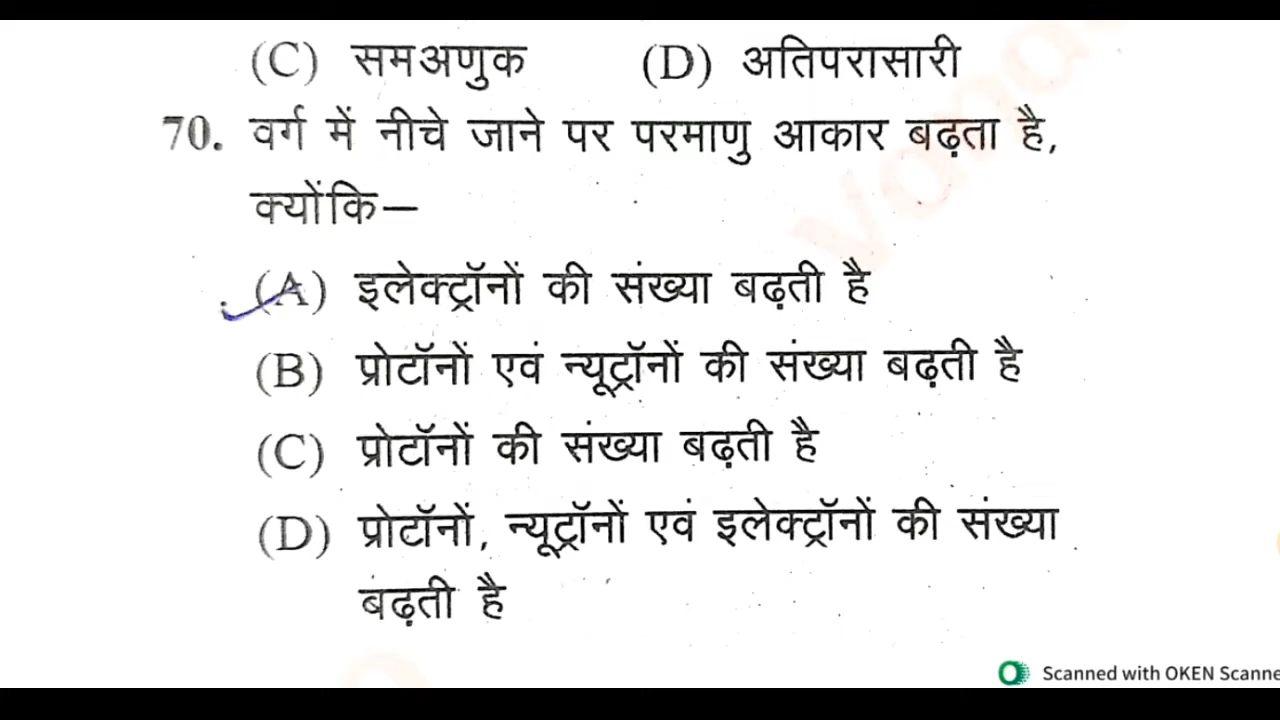 (C) समअणुक (D) अतिपरासारी
70. वर्ग में नीचे जाने पर परमाणु आकार बढ़ता है,
क्योंकि–
(A) इलेक्ट्रॉनों की संख्या बढ़ती है
(B) प्रोटॉनों एवं न्यूट्रॉनों की संख्या बढ़ती है
(C) प्रोटॉनों की संख्या बढ़ती है
(D) प्रोटॉनों, न्यूट्रॉनों एवं इलेक्ट्रॉनों की संख्या
बढ़ती है
Scanned with OKEN Scanne